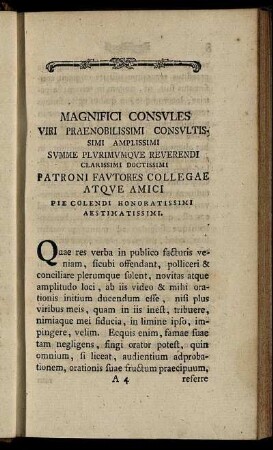 MAGNIFICI CONSVLES
VIRI PRAENOBILISSIMI CONSVLTIS-
SIMI AMPLISSIMI
SVMME PLVRIMVMQVE REVERENDI
CLARISSIMI DOCTISSIMI
PATRONI FAVTORES COLLEGAE
ATQVE AMICI
PIE COLENDI HONORATISSIMI
AESTIMATISSIMI.
Quae res verba in publico facturis ve-
niam, sicubi offendant, polliceri &
conciliare plerumque solent, novitas atque
amplitudo loci, ab iis video & mihi ora-
tionis initium ducendum esse, nisi plus
viribus meis, quam in iis inest, tribuere,
nimiaque mei fiducia, in limine ipso, im-
pingere, velim. Ecquis enim, famae suae
tam negligens, fingi orator potest, quin
omnium, si liceat, audientium adproba-
tionem, orationis suae fructum praecipuum,
A 4 referre